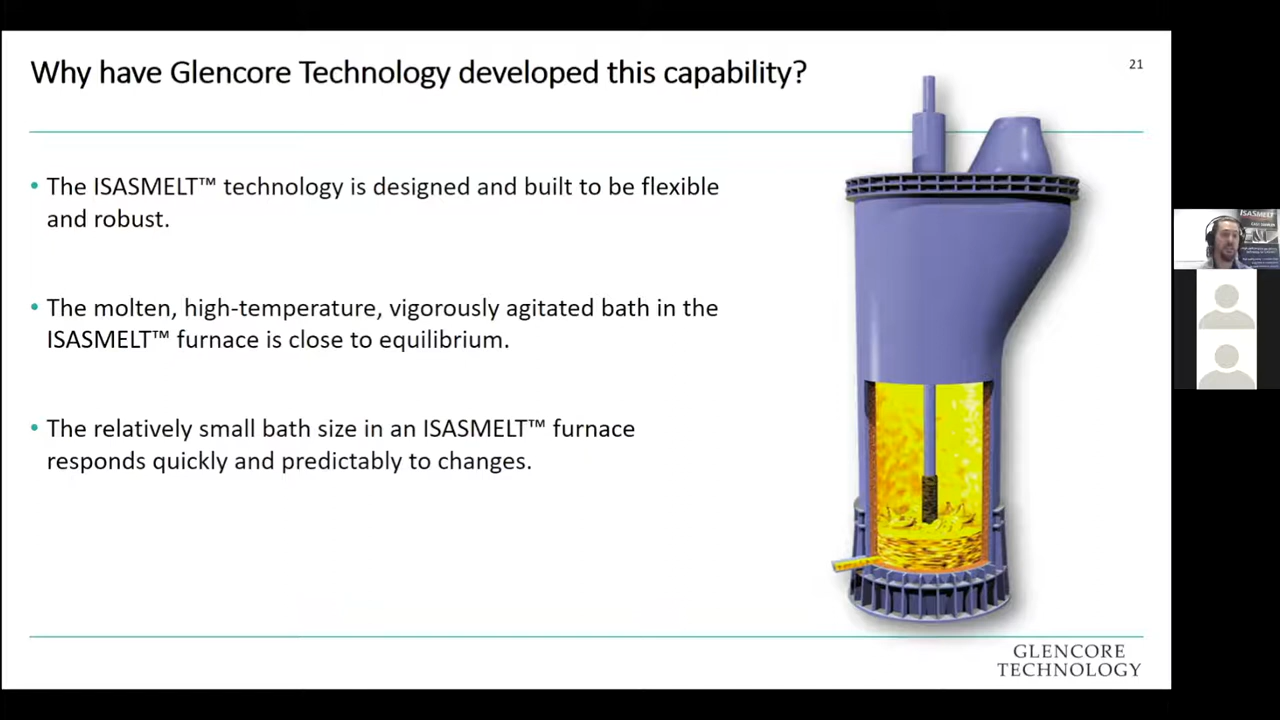 Why have Glencore Technology developed this capability?
21
• The ISASMELT™ technology is designed and built to be flexible
and robust.
• The molten, high-temperature, vigorously agitated bath in the
ISASMELT™ furnace is close to equilibrium.
• The relatively small bath size in an ISASMELT™ furnace
responds quickly and predictably to changes.
GLENCORE
TECHNOLOGY
ISASMELT